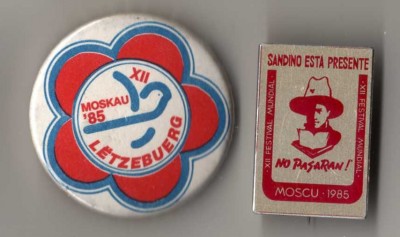 XII
MOSKAU
'85
LËTZEBUERG
SANDINO ESTA PRESENTE
·XII FESTIVAL MUNDIAL·
·XII FESTIVAL MUNDIAL·
NO PASARAN!
MOSCU·1985